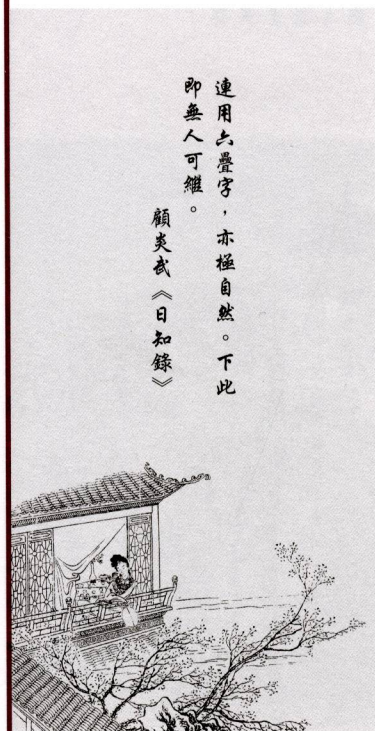 連用六疊字，亦極自然。下此
即無人可繼。
顧炎武《日知錄》